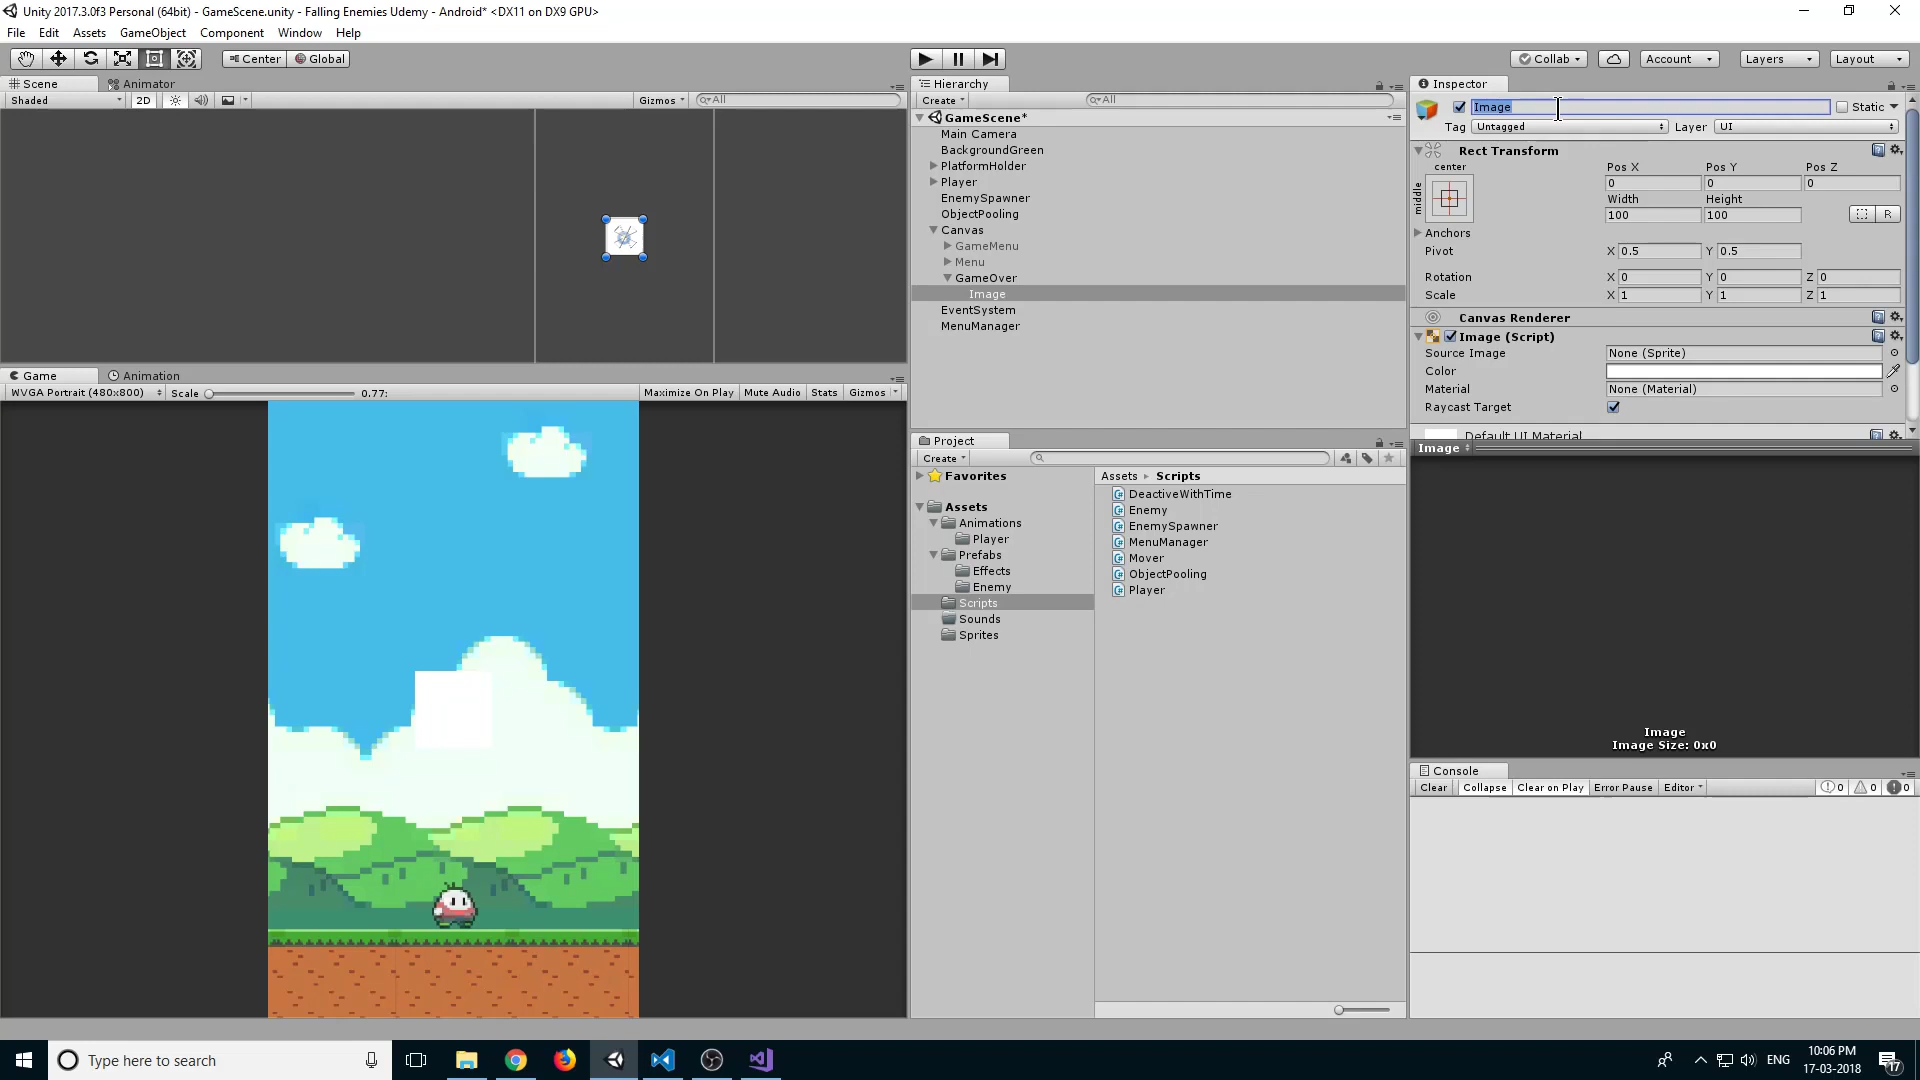 Unity 2017.3.0f3 Personal (64bit) - GameScene.unity - Falling Enemies Udemy - Android* <DX11 on DX9 GPU>
File Edit Assets GameObject Component Window Help
Center Global
Collab Account Layers Layout
Scene Animator
Shaded 2D Gizmos All
Hierarchy
Create All
GameScene*
Main Camera
BackgroundGreen
PlatformHolder
Player
EnemySpawner
ObjectPooling
Canvas
GameMenu
Menu
GameOver
Image
EventSystem
MenuManager
Inspector
Image Static
Tag Untagged Layer UI
Rect Transform
center Pos X Pos Y Pos Z
middle
0 0 0
Width Height
100 100 R
Anchors
Pivot X 0.5 Y 0.5
Rotation X 0 Y 0 Z 0
Scale X 1 Y 1 Z 1
Canvas Renderer
Image (Script)
Source Image None (Sprite)
Color
Material None (Material)
Raycast Target
Default UI Material
Image
Image
Image Size: 0x0
Game Animation
WVGA Portrait (480x800) Scale 0.77: Maximize On Play Mute Audio Stats Gizmos
Project
Create
Favorites
Assets
Animations
Player
Prefabs
Effects
Enemy
Scripts
Sounds
Sprites
Assets Scripts
DeactiveWithTime
Enemy
EnemySpawner
MenuManager
Mover
ObjectPooling
Player
Console
Clear Collapse Clear on Play Error Pause Editor 0 0 0
Type here to search
ENG
10:06 PM
17-03-2018
17